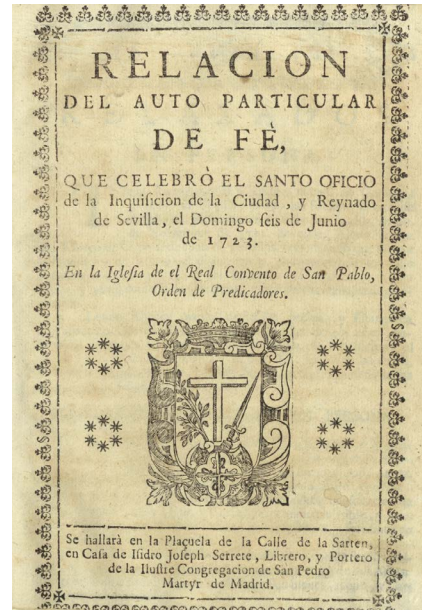 RELACION
DEL AUTO PARTICULAR
DE FÈ,
QUE CELEBRÒ EL SANTO OFICIO
de la Inquiſicion de la Ciudad, y Reynado
de Sevilla, el Domingo ſeis de Junio
de 1723.
En la Igleſia de el Real Convento de San Pablo,
Orden de Predicadores.
Se hallarà en la Plaçuela de la Calle de la Sarten,
en Caſa de Iſidro Joſeph Serrete, Librero, y Portero
de la Iluſtre Congregacion de San Pedro
Martyr de Madrid.